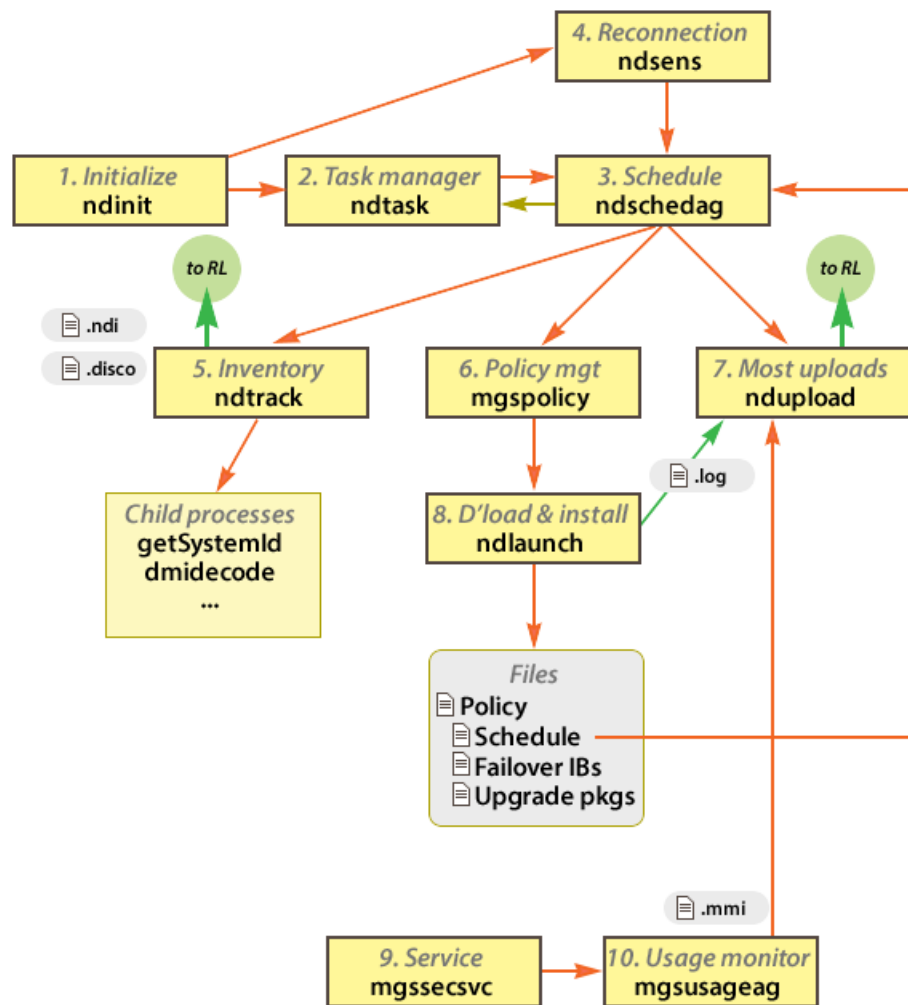 4. Reconnection
ndsens
1. Initialize
ndinit
2. Task manager
ndtask
3. Schedule
ndschedag
to RL
to RL
.ndi
.disco
5. Inventory
ndtrack
6. Policy mgt
mgspolicy
7. Most uploads
ndupload
.log
Child processes
getSystemId
dmidecode
...
8. D'load & install
ndlaunch
Files
Policy
Schedule
Failover IBs
Upgrade pkgs
.mmi
9. Service
mgssecsvc
10. Usage monitor
mgsusageag